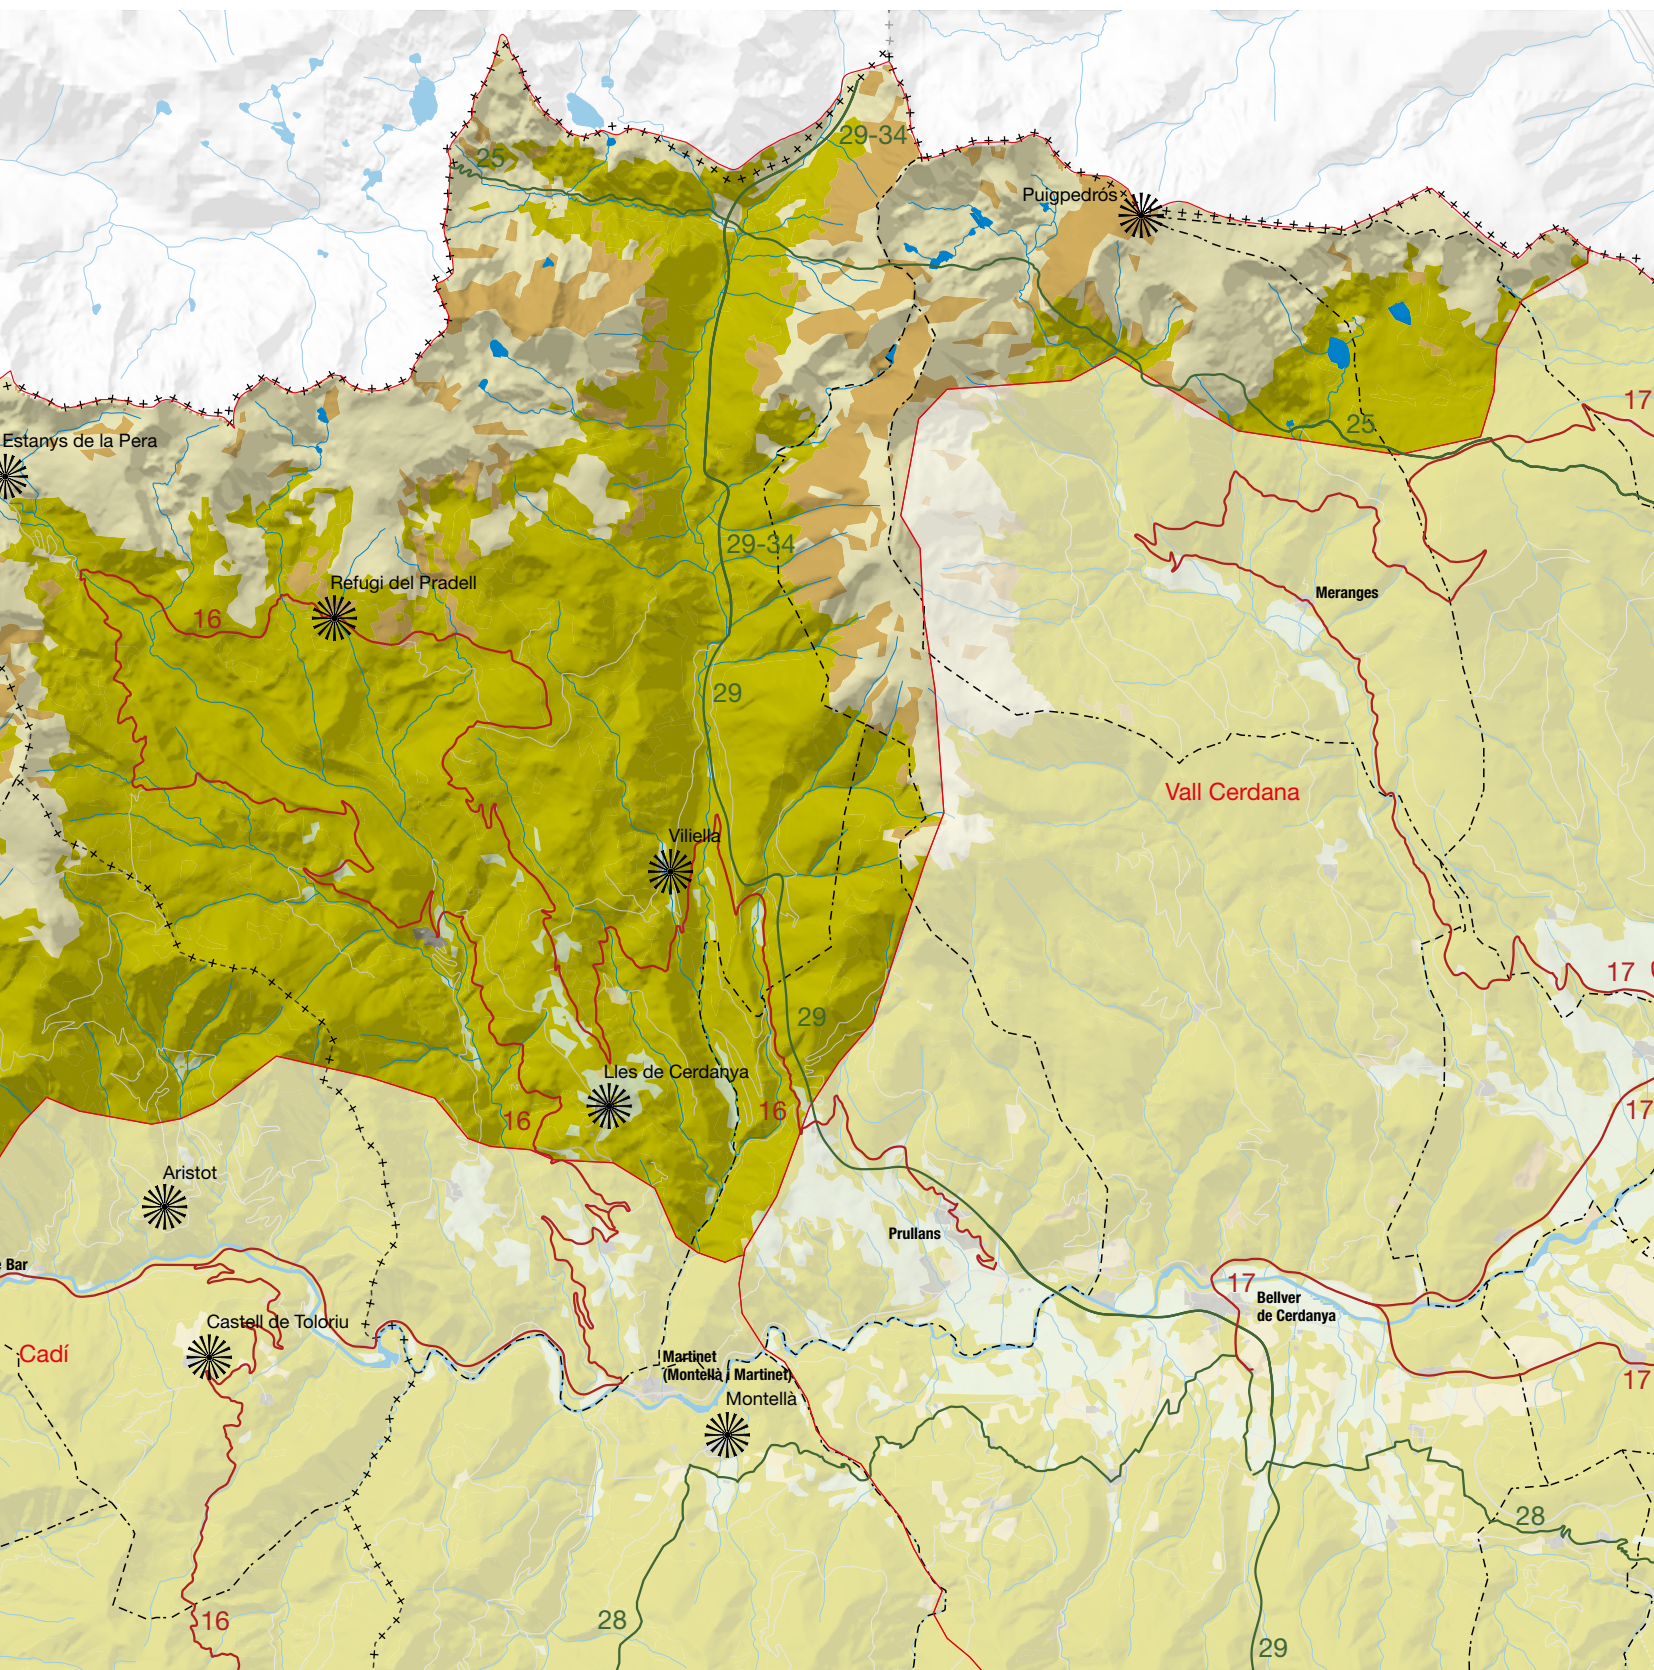 29-34
25
Puigpedrós
17
25
Estanys de la Pera
29-34
Refugi del Pradell
Meranges
16
29
Vall Cerdana
Viliella
17
29
Lles de Cerdanya
16
16
17
Aristot
Prullans
Bar
17
Bellver
de Cerdanya
Castell de Toloriu
Cadí
Martinet
(Montellà i Martinet)
17
Montellà
28
16
28
29